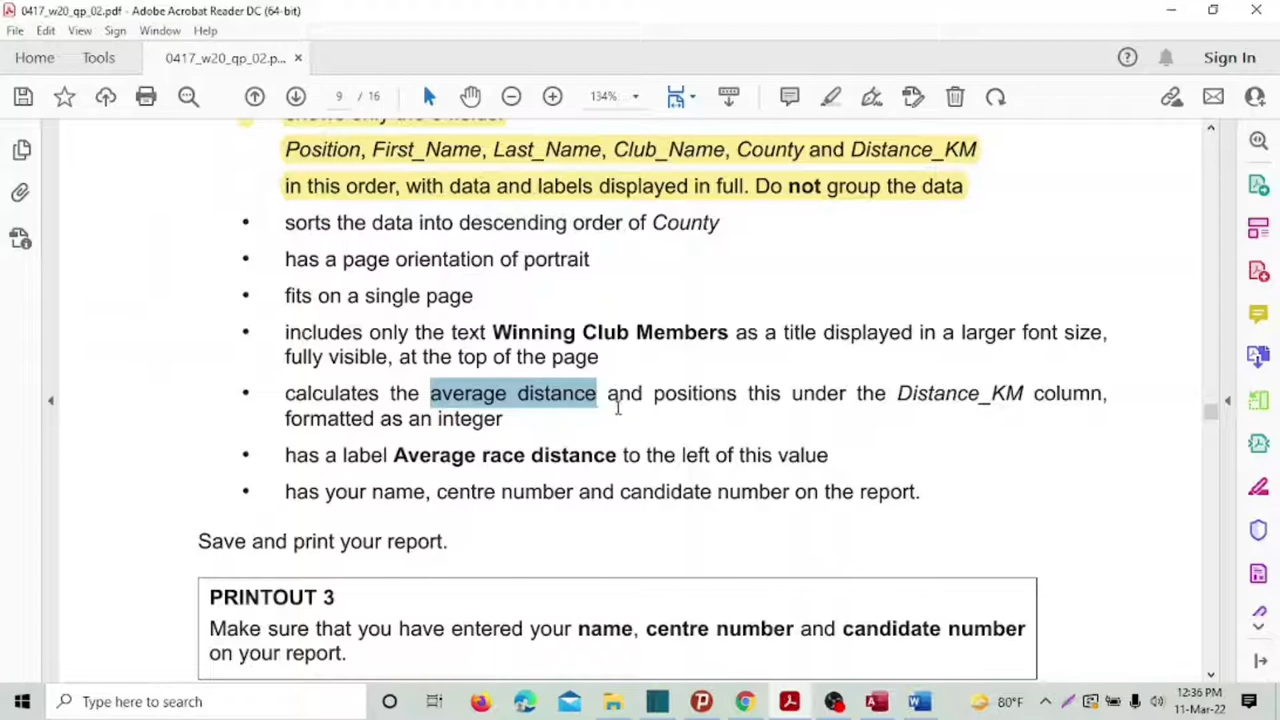 0417_w20_qp_02.pdf - Adobe Acrobat Reader DC (64-bit)
File Edit View Sign Window Help
Home Tools 0417_w20_qp_02.p... × Sign In
9 / 16 134%
Position, First_Name, Last_Name, Club_Name, County and Distance_KM
in this order, with data and labels displayed in full. Do not group the data
• sorts the data into descending order of County
• has a page orientation of portrait
• fits on a single page
• includes only the text Winning Club Members as a title displayed in a larger font size,
fully visible, at the top of the page
• calculates the average distance and positions this under the Distance_KM column,
formatted as an integer
• has a label Average race distance to the left of this value
• has your name, centre number and candidate number on the report.
Save and print your report.
PRINTOUT 3
Make sure that you have entered your name, centre number and candidate number
on your report.
Type here to search
80°F
12:36 PM
11-Mar-22